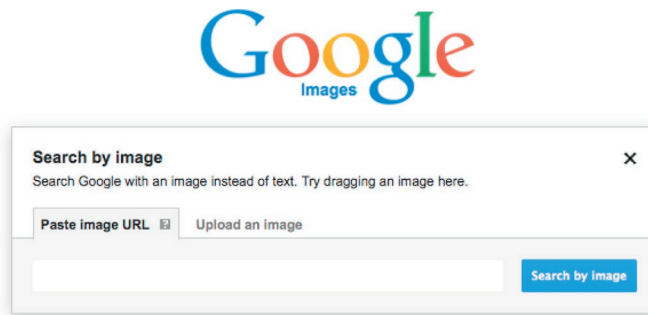 Google
Images
Search by image
Search Google with an image instead of text. Try dragging an image here.
Paste image URL ?
Upload an image
Search by image